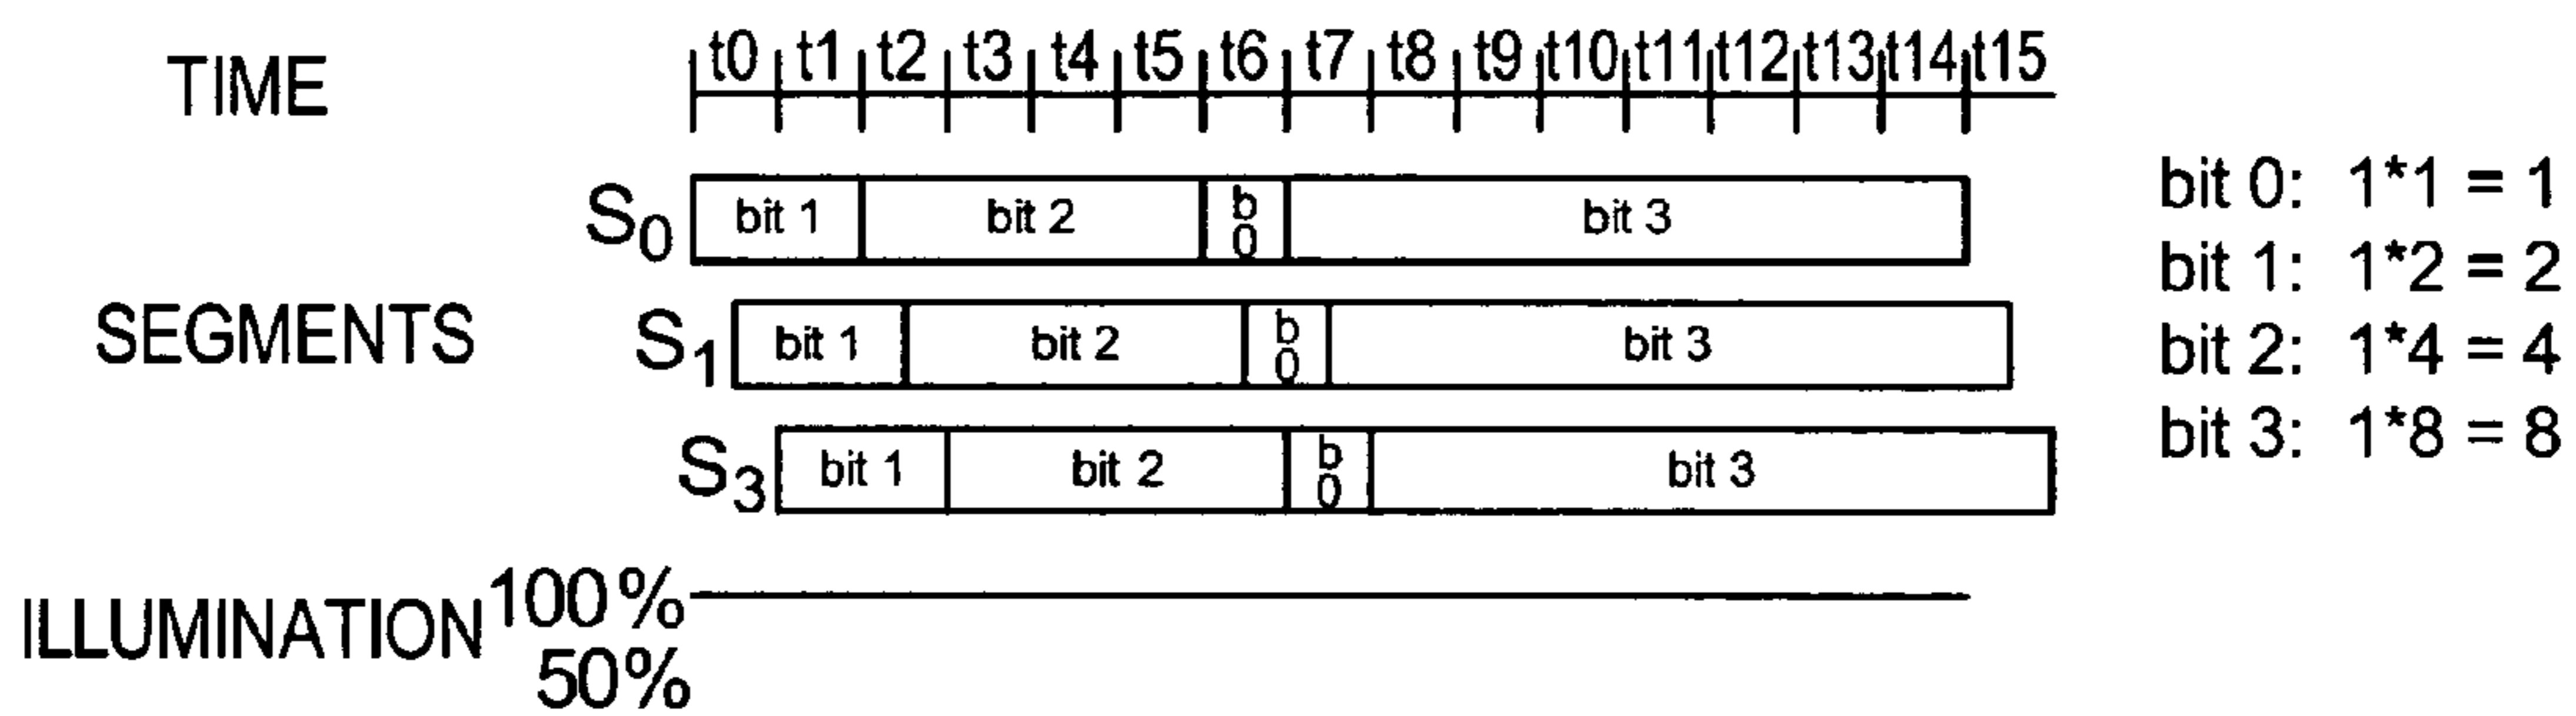 TIME t0 t1 t2 t3 t4 t5 t6 t7 t8 t9 t10 t11 t12 t13 t14 t15
S0 bit 1 bit 2 b0 bit 3
SEGMENTS S1 bit 1 bit 2 b0 bit 3
S3 bit 1 bit 2 b0 bit 3
ILLUMINATION 100%
50%
bit 0: 1*1 = 1
bit 1: 1*2 = 2
bit 2: 1*4 = 4
bit 3: 1*8 = 8